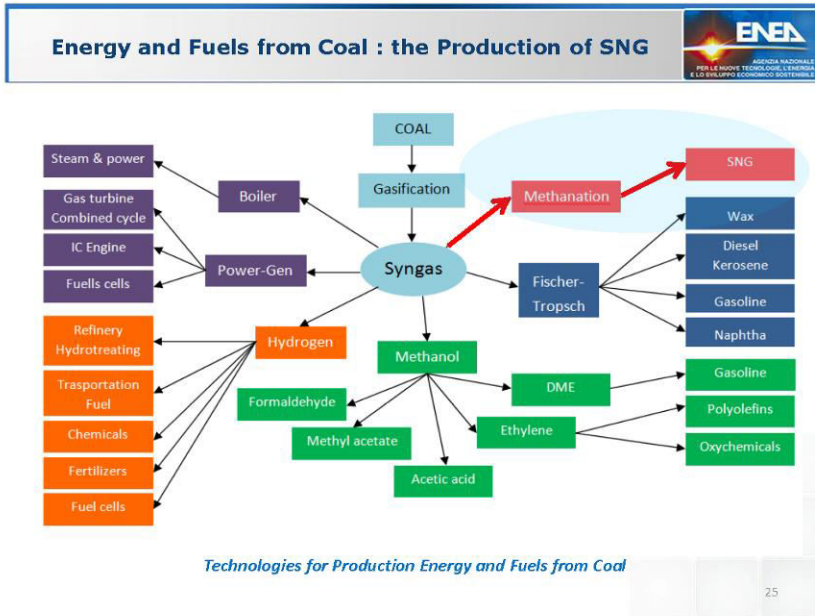 Energy and Fuels from Coal : the Production of SNG
ENEA
AGENZIA NAZIONALE
PER LE NUOVE TECNOLOGIE, L'ENERGIA
E LO SVILUPPO ECONOMICO SOSTENIBILE
COAL
Gasification
Syngas
Methanation
SNG
Boiler
Steam & power
Power-Gen
Gas turbine
Combined cycle
IC Engine
Fuells cells
Hydrogen
Refinery
Hydrotreating
Trasportation
Fuel
Chemicals
Fertilizers
Fuel cells
Methanol
Formaldehyde
Methyl acetate
Acetic acid
Ethylene
DME
Gasoline
Polyolefins
Oxychemicals
Fischer-
Tropsch
Wax
Diesel
Kerosene
Gasoline
Naphtha
Technologies for Production Energy and Fuels from Coal
25